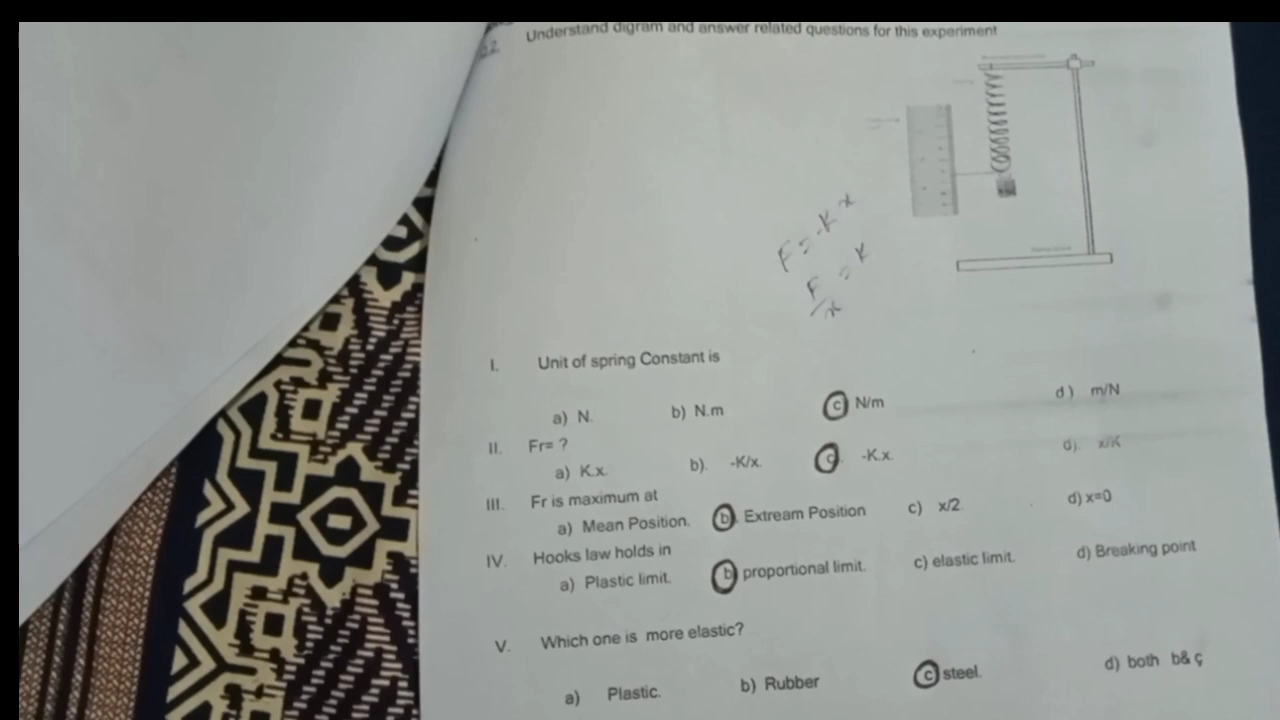 22.
Understand digram and answer related questions for this experiment
F = -K x
F/x = K
I. Unit of spring Constant is
a) N. b) N.m c) N/m d) m/N
II. Fr= ?
a) K.x. b). -K/x. c. -K.x. d). x/K
III. Fr is maximum at
a) Mean Position. b. Extream Position c) x/2. d) x=0
IV. Hooks law holds in
a) Plastic limit. b) proportional limit. c) elastic limit. d) Breaking point
V. Which one is more elastic?
a) Plastic. b) Rubber c) steel. d) both b& ç